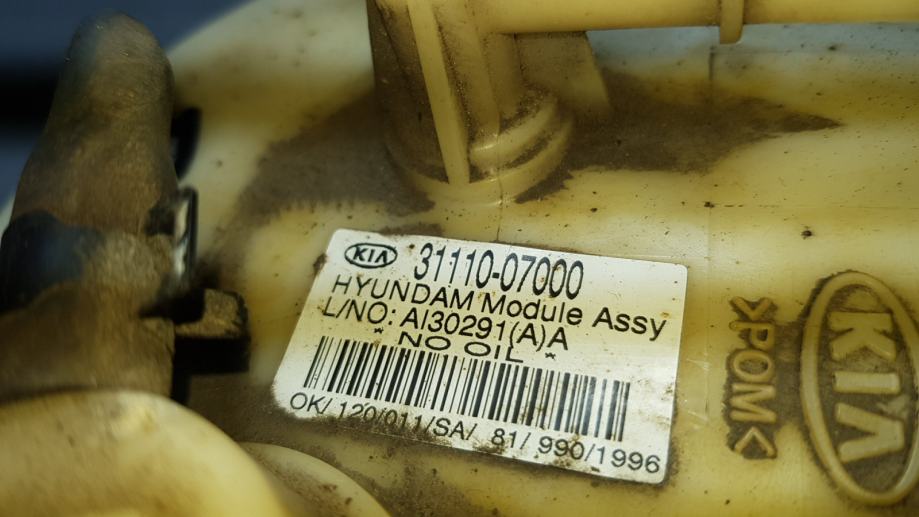 KIA
31110-07000
HYUNDAM Module Assy
L/NO: AI30291(A)A
* NO OIL *
OK/ 120/011/SA/ 81/ 990/1996
>POM<
KIA